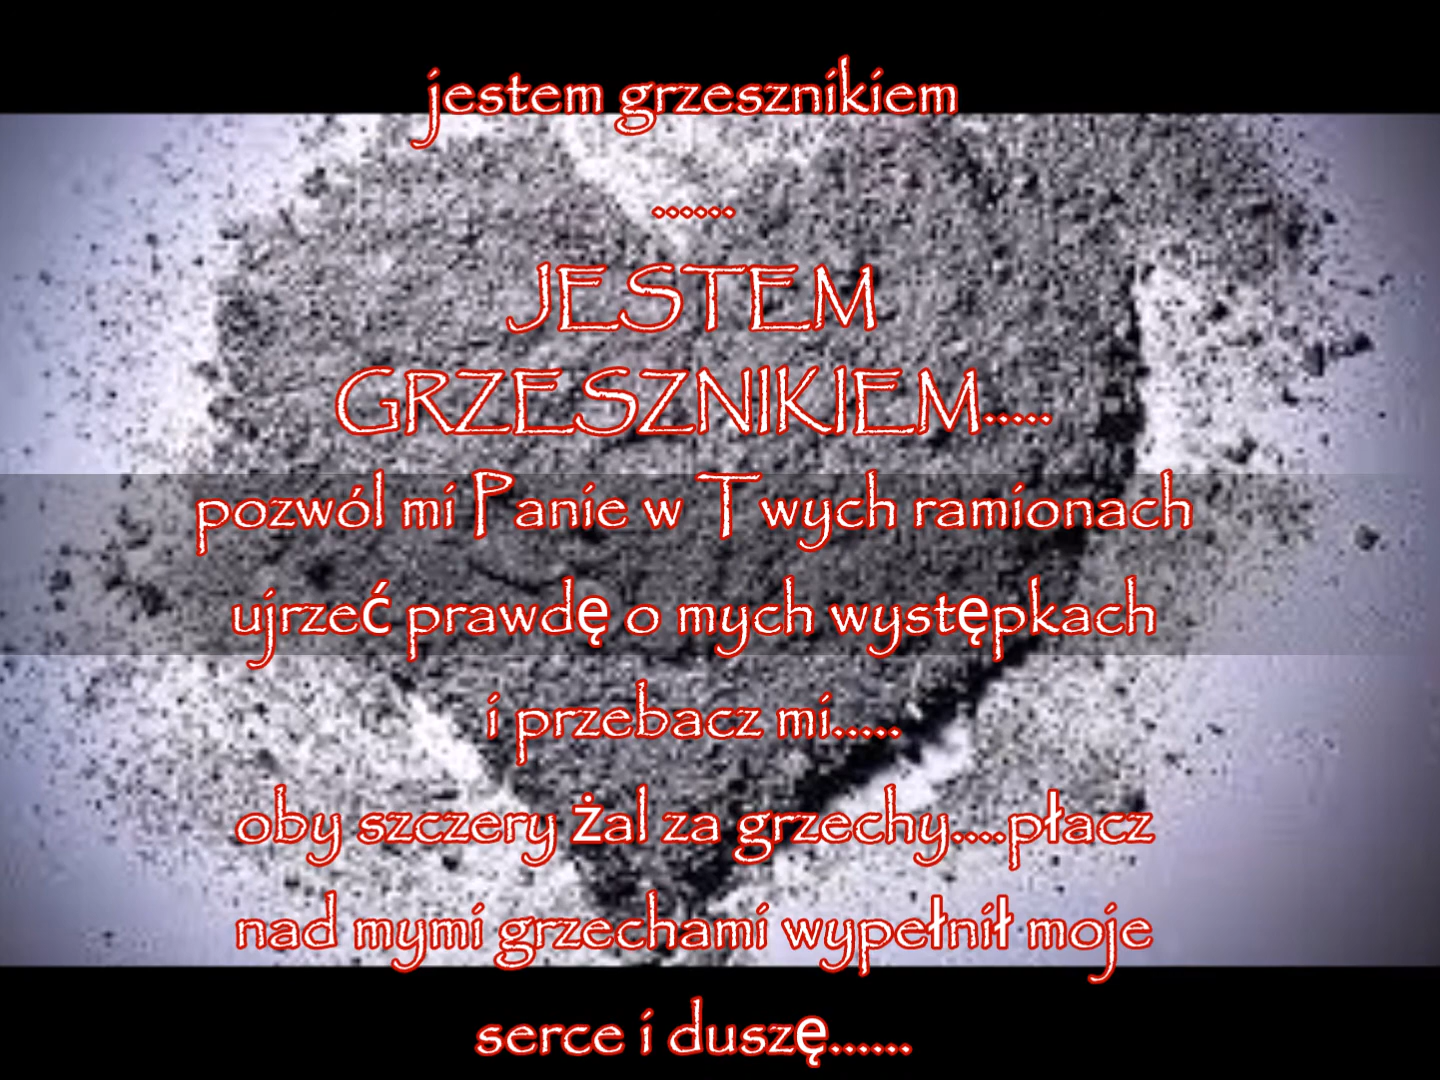 jestem grzesznikiem
......
JESTEM
GRZESZNIKIEM.....
pozwól mi Panie w Twych ramionach
ujrzeć prawdę o mych występkach
i przebacz mi.....
oby szczery żal za grzechy....płacz
nad mymi grzechami wypełnił moje
serce i duszę......